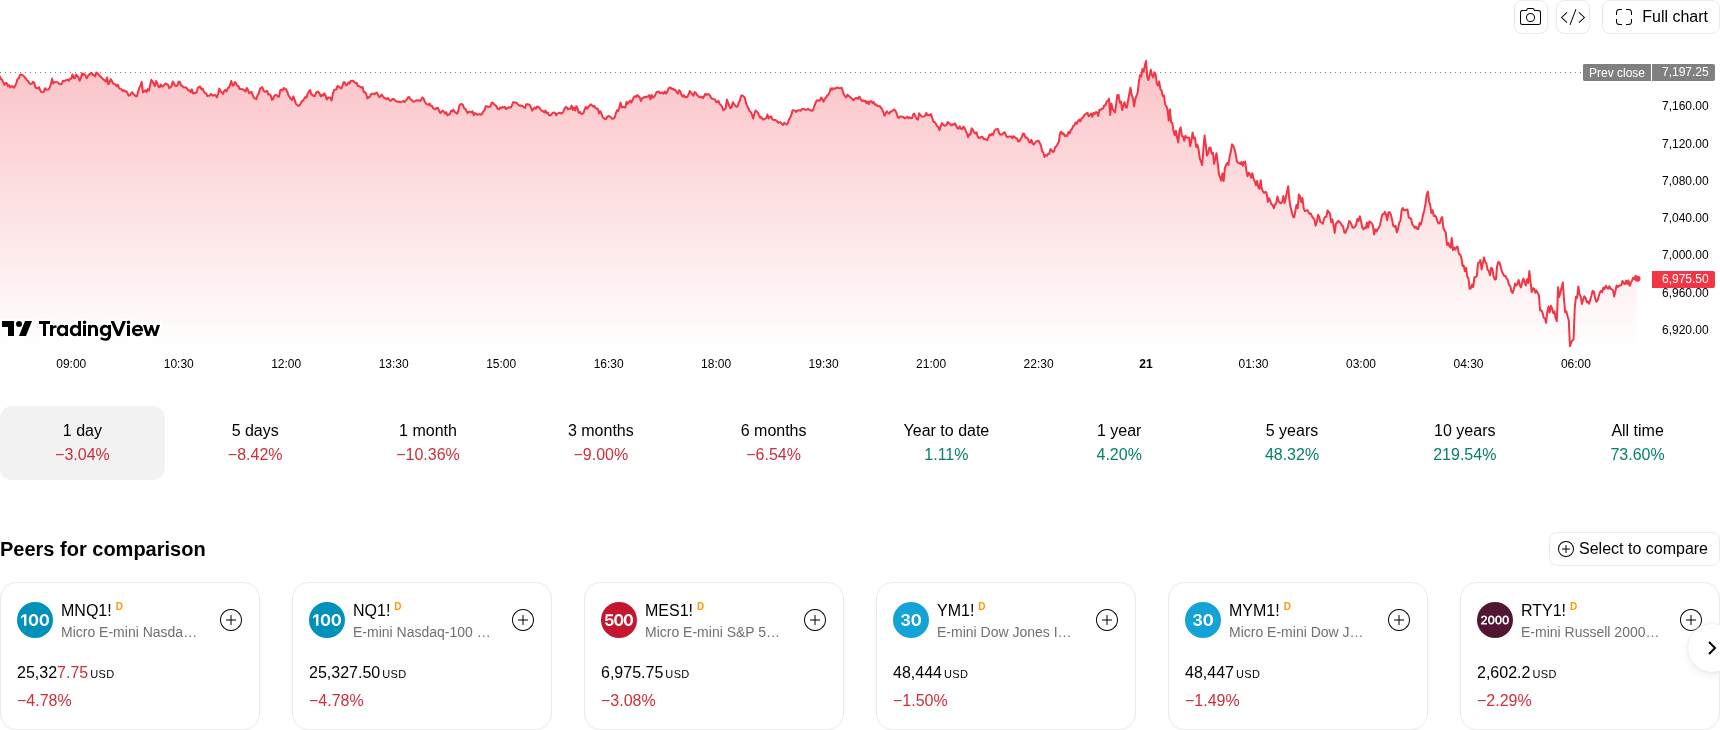 Full chart
Prev close 7,197.25
7,160.00
7,120.00
7,080.00
7,040.00
7,000.00
6,975.50
6,960.00
6,920.00
TradingView
09:00 10:30 12:00 13:30 15:00 16:30 18:00 19:30 21:00 22:30 21 01:30 03:00 04:30 06:00
1 day 5 days 1 month 3 months 6 months Year to date 1 year 5 years 10 years All time
−3.04% −8.42% −10.36% −9.00% −6.54% 1.11% 4.20% 48.32% 219.54% 73.60%
Peers for comparison
Select to compare
100 MNQ1! D
Micro E-mini Nasda…
25,327.75 USD
−4.78%
100 NQ1! D
E-mini Nasdaq-100 …
25,327.50 USD
−4.78%
500 MES1! D
Micro E-mini S&P 5…
6,975.75 USD
−3.08%
30 YM1! D
E-mini Dow Jones I…
48,444 USD
−1.50%
30 MYM1! D
Micro E-mini Dow J…
48,447 USD
−1.49%
2000 RTY1! D
E-mini Russell 2000…
2,602.2 USD
−2.29%